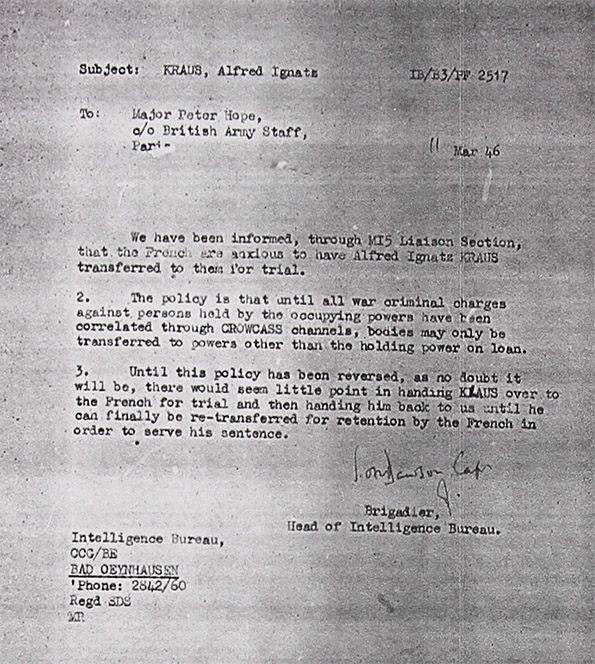 Subject: KRAUS, Alfred Ignatz IB/B3/PF 2517
To: Major Peter Hope,
c/o British Army Staff,
Paris
11 Mar 46
We have been informed, through MI5 Liaison Section,
that the French are anxious to have Alfred Ignatz KRAUS
transferred to them for trial.
2. The policy is that until all war criminal charges
against persons held by the occupying powers have been
correlated through CROWCASS channels, bodies may only be
transferred to powers other than the holding power on loan.
3. Until this policy has been reversed, as no doubt it
will be, there would seem little point in handing KRAUS over to
the French for trial and then handing him back to us until he
can finally be re-transferred for retention by the French in
order to serve his sentence.
Capt
Brigadier,
Head of Intelligence Bureau.
Intelligence Bureau,
CCG/BE
BAD OEYNHAUSEN
'Phone: 2842/60
Regd SDS